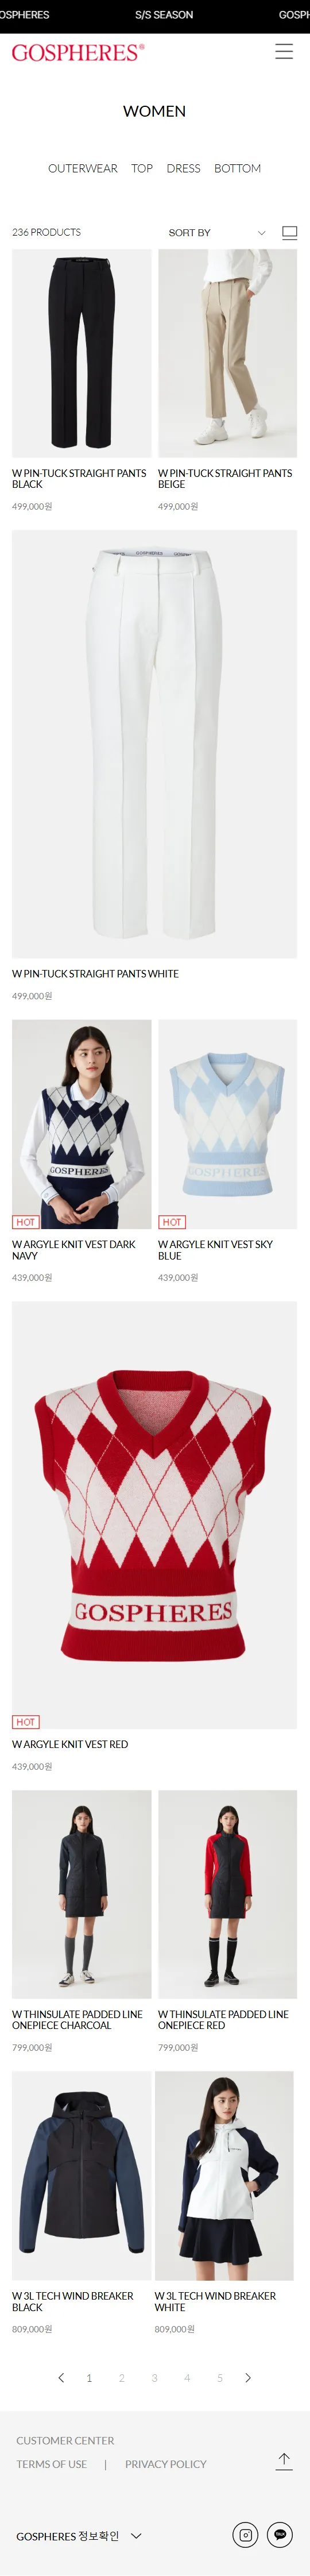 OSPHERES S/S SEASON GOSPH
GOSPHERES®
WOMEN
OUTERWEAR TOP DRESS BOTTOM
236 PRODUCTS SORT BY
W PIN-TUCK STRAIGHT PANTS
BLACK
499,000원
W PIN-TUCK STRAIGHT PANTS
BEIGE
499,000원
GOSPHERES
W PIN-TUCK STRAIGHT PANTS WHITE
499,000원
GOSPHERES
HOT
W ARGYLE KNIT VEST DARK
NAVY
439,000원
GOSPHERES
HOT
W ARGYLE KNIT VEST SKY
BLUE
439,000원
GOSPHERES
HOT
W ARGYLE KNIT VEST RED
439,000원
W THINSULATE PADDED LINE
ONEPIECE CHARCOAL
799,000원
W THINSULATE PADDED LINE
ONEPIECE RED
799,000원
W 3L TECH WIND BREAKER
BLACK
809,000원
W 3L TECH WIND BREAKER
WHITE
809,000원
1 2 3 4 5
CUSTOMER CENTER
TERMS OF USE | PRIVACY POLICY
GOSPHERES 정보확인